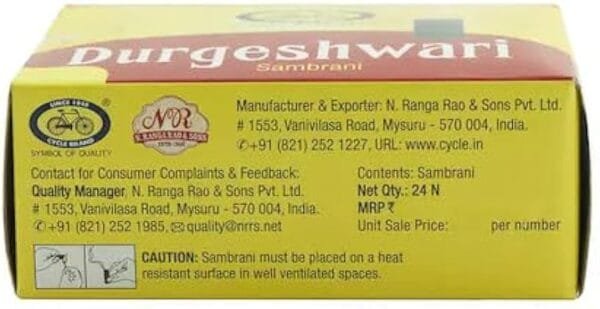 Durgeshwari
Sambrani
SINCE 1948
CYCLE BRAND
®
SYMBOL OF QUALITY
NR
N. RANGA RAO & SONS
Manufacturer & Exporter: N. Ranga Rao & Sons Pvt. Ltd.
# 1553, Vanivilasa Road, Mysuru - 570 004, India.
✆+91 (821) 252 1227, URL: www.cycle.in
Contact for Consumer Complaints & Feedback:
Quality Manager, N. Ranga Rao & Sons Pvt. Ltd.
# 1553, Vanivilasa Road, Mysuru - 570 004, India.
✆+91 (821) 252 1985, ✉quality@nrrs.net
Contents: Sambrani
Net Qty.: 24 N
MRP ₹
Unit Sale Price: per number
CAUTION: Sambrani must be placed on a heat
resistant surface in well ventilated spaces.